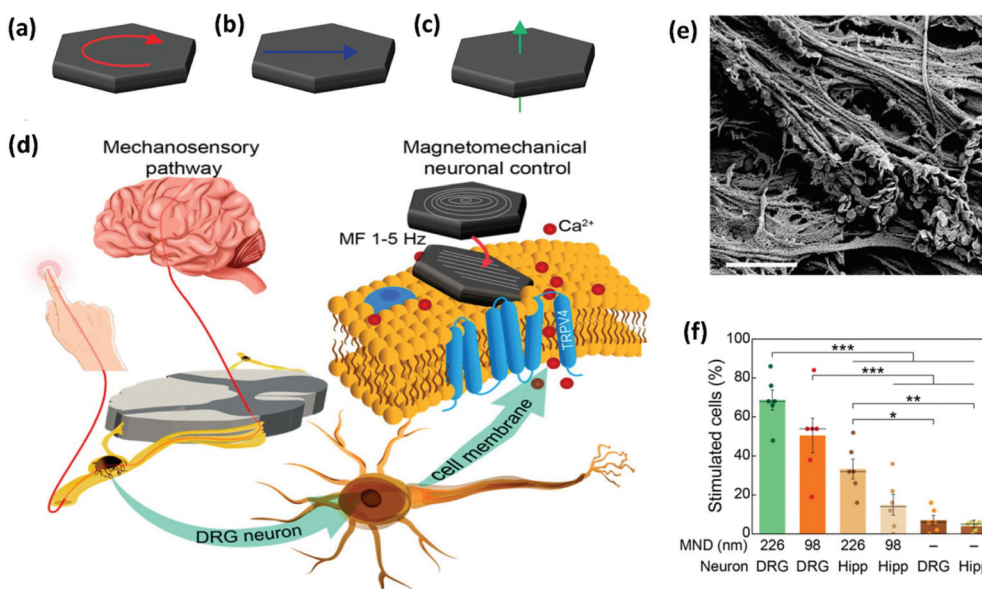 (a)
(b)
(c)
(d)
Mechanosensory
pathway
Magnetomechanical
neuronal control
MF 1-5 Hz
Ca²⁺
TRPV4
cell membrane
DRG neuron
(e)
(f)
Stimulated cells (%)
100
80
60
40
20
0
***
***
**
*
MND (nm) 226 98 226 98 – –
Neuron DRG DRG Hipp Hipp DRG Hipp